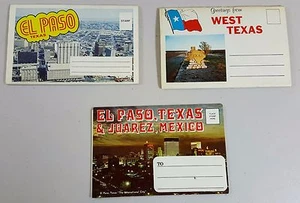 EL PASO
TEXAS
Greetings from
WEST
TEXAS
EL PASO, TEXAS
& JUAREZ, MEXICO
TO